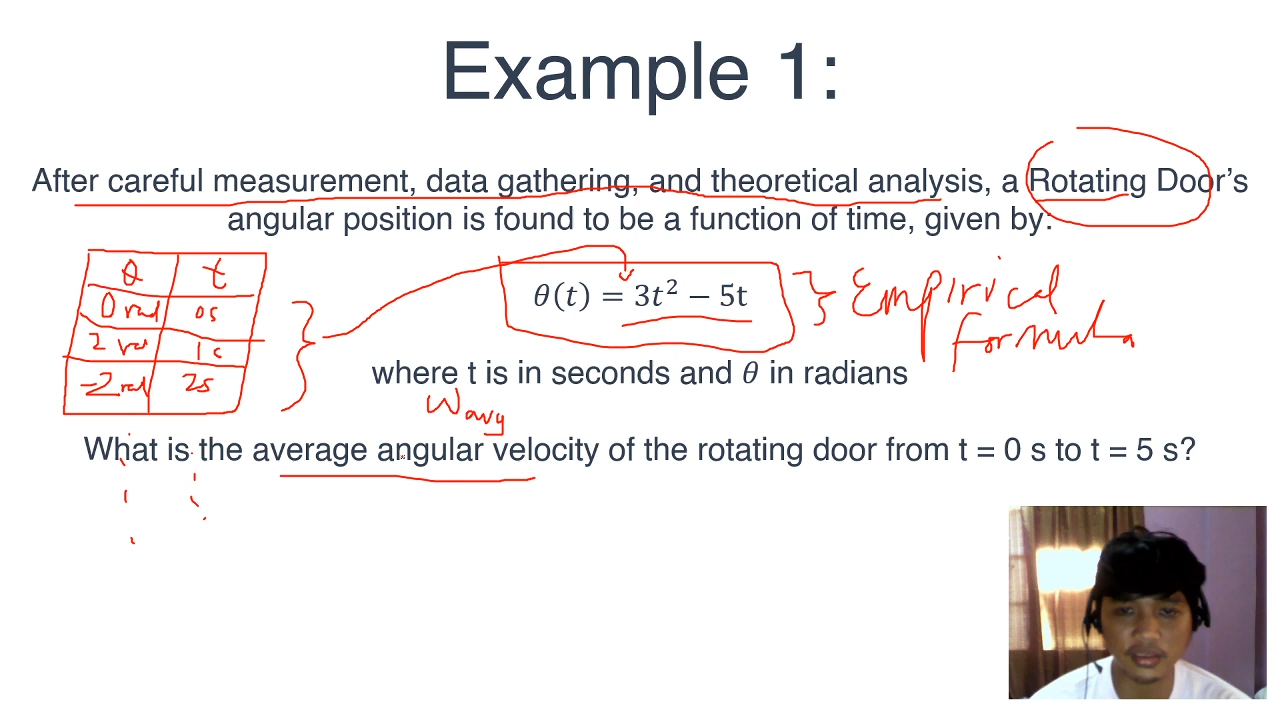 Example 1:
After careful measurement, data gathering, and theoretical analysis, a Rotating Door's
angular position is found to be a function of time, given by:
θ t
0 rad 0s
2 rad 1s
-2 rad 2s
θ(t) = 3t² − 5t
Empirical
formula
where t is in seconds and θ in radians
Wavg
What is the average angular velocity of the rotating door from t = 0 s to t = 5 s?